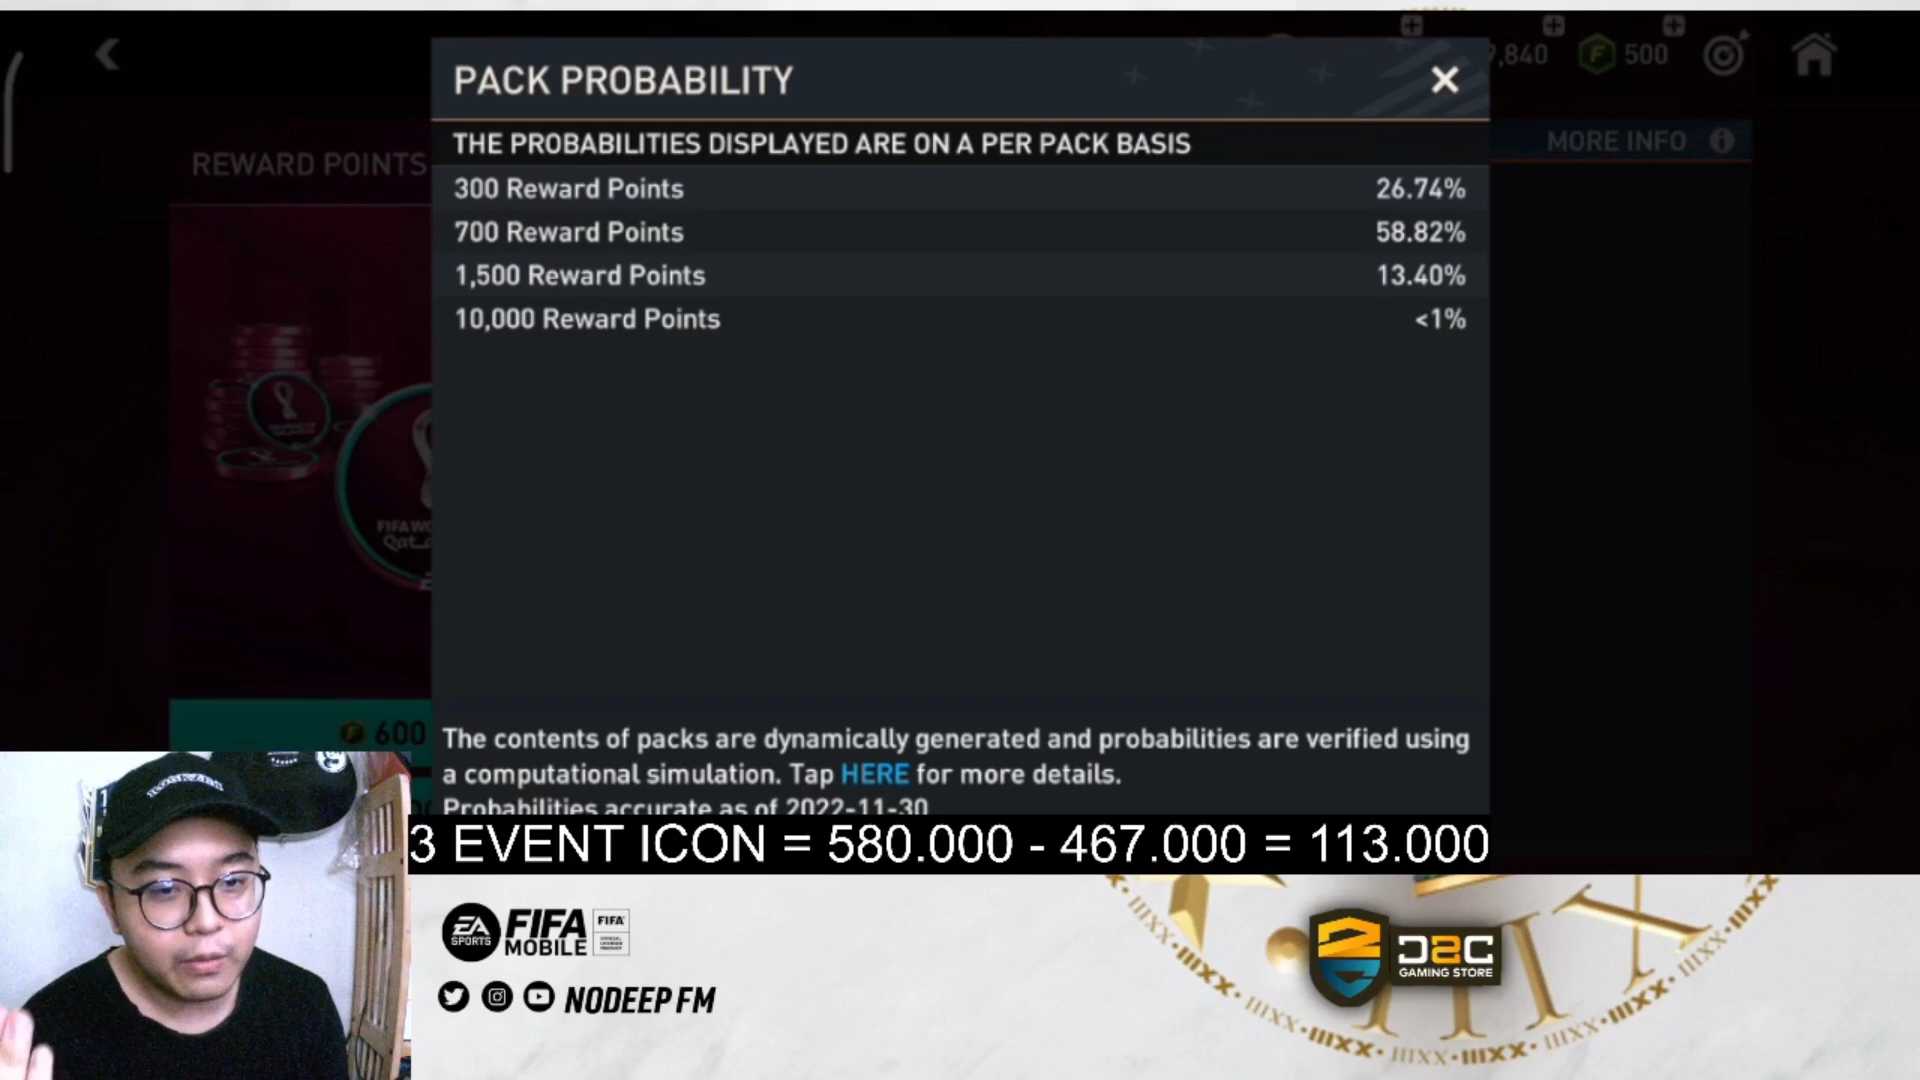 7,840
500
PACK PROBABILITY
THE PROBABILITIES DISPLAYED ARE ON A PER PACK BASIS
MORE INFO
REWARD POINTS
300 Reward Points 26.74%
700 Reward Points 58.82%
1,500 Reward Points 13.40%
10,000 Reward Points <1%
600
The contents of packs are dynamically generated and probabilities are verified using
a computational simulation. Tap HERE for more details.
Probabilities accurate as of 2022-11-30
3 EVENT ICON = 580.000 - 467.000 = 113.000
EA SPORTS
FIFA MOBILE
FIFA
NODEEP FM
D2C
GAMING STORE